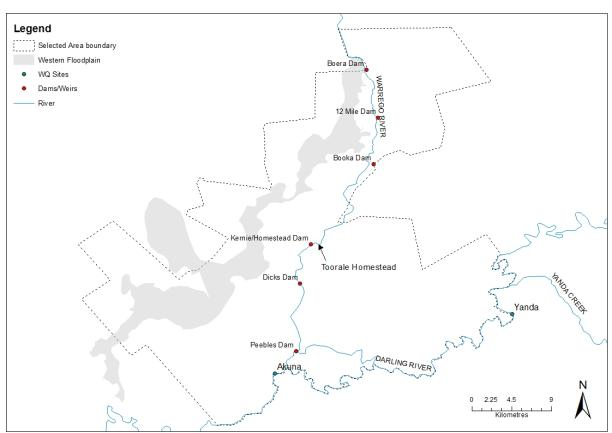 Legend
Selected Area boundary
Western Floodplain
WQ Sites
Dams/Weirs
River
Boera Dam
WARREGO RIVER
12 Mile Dam
Booka Dam
Kernie/Homestead Dam
Toorale Homestead
Dicks Dam
YANDA CREEK
Yanda
Peebles Dam
DARLING RIVER
Akuna
N
0 2.25 4.5 9
Kilometres